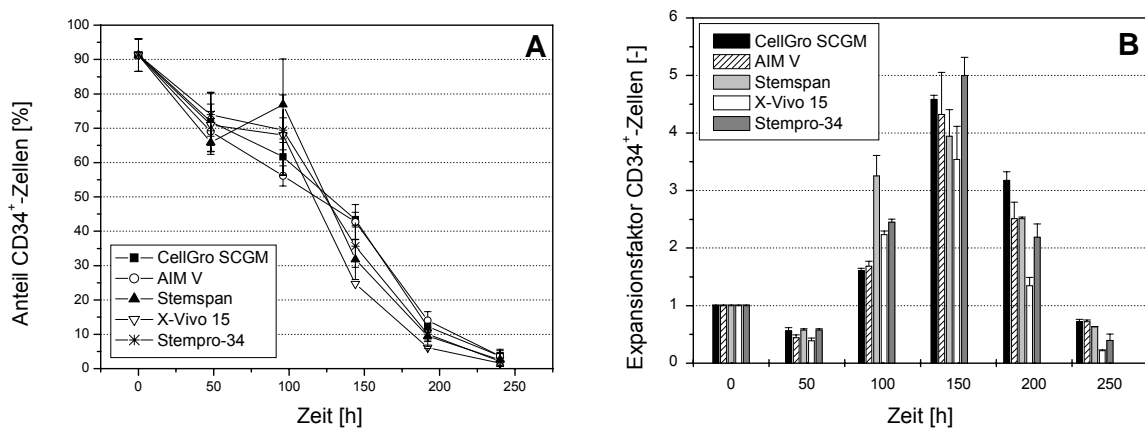 A
Anteil CD34⁺-Zellen [%]
100
90
80
70
60
50
40
30
20
10
0
CellGro SCGM
AIM V
Stemspan
X-Vivo 15
Stempro-34
0 50 100 150 200 250
Zeit [h]
B
Expansionsfaktor CD34⁺-Zellen [-]
6
5
4
3
2
1
0
CellGro SCGM
AIM V
Stemspan
X-Vivo 15
Stempro-34
0 50 100 150 200 250
Zeit [h]